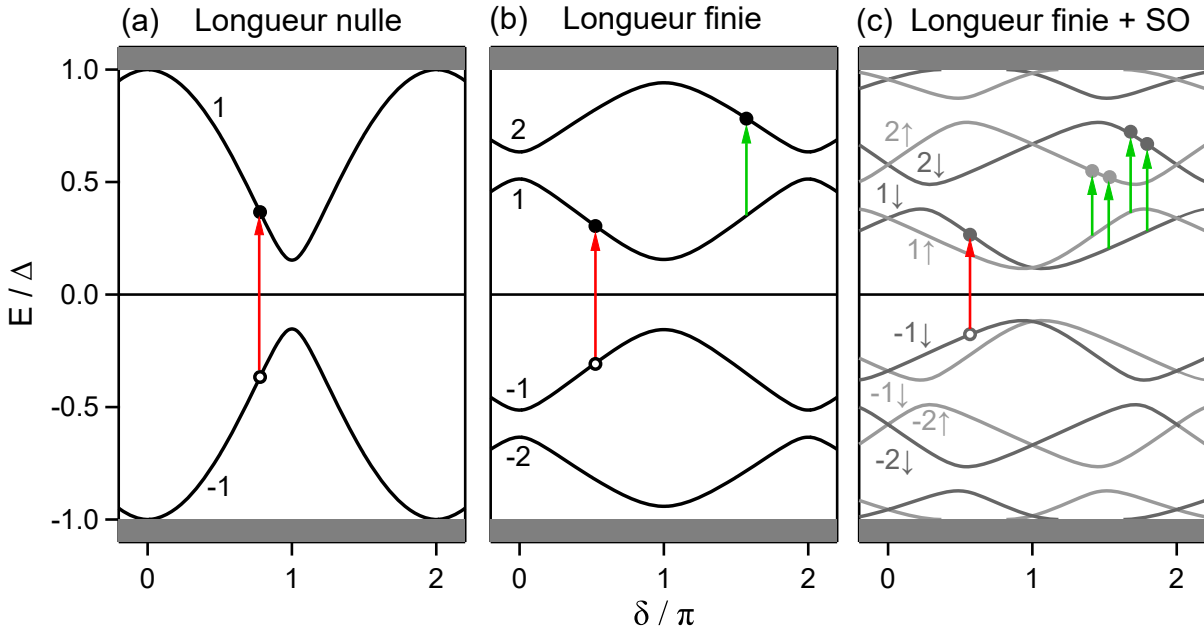 (a) Longueur nulle
(b) Longueur finie
(c) Longueur finie + SO
E / Δ
1.0
0.5
0.0
-0.5
-1.0
1
-1
2
1
-1
-2
2↑
2↓
1↓
1↑
-1↓
-1↓
-2↑
-2↓
0 1 2
0 1 2
0 1 2
δ / π